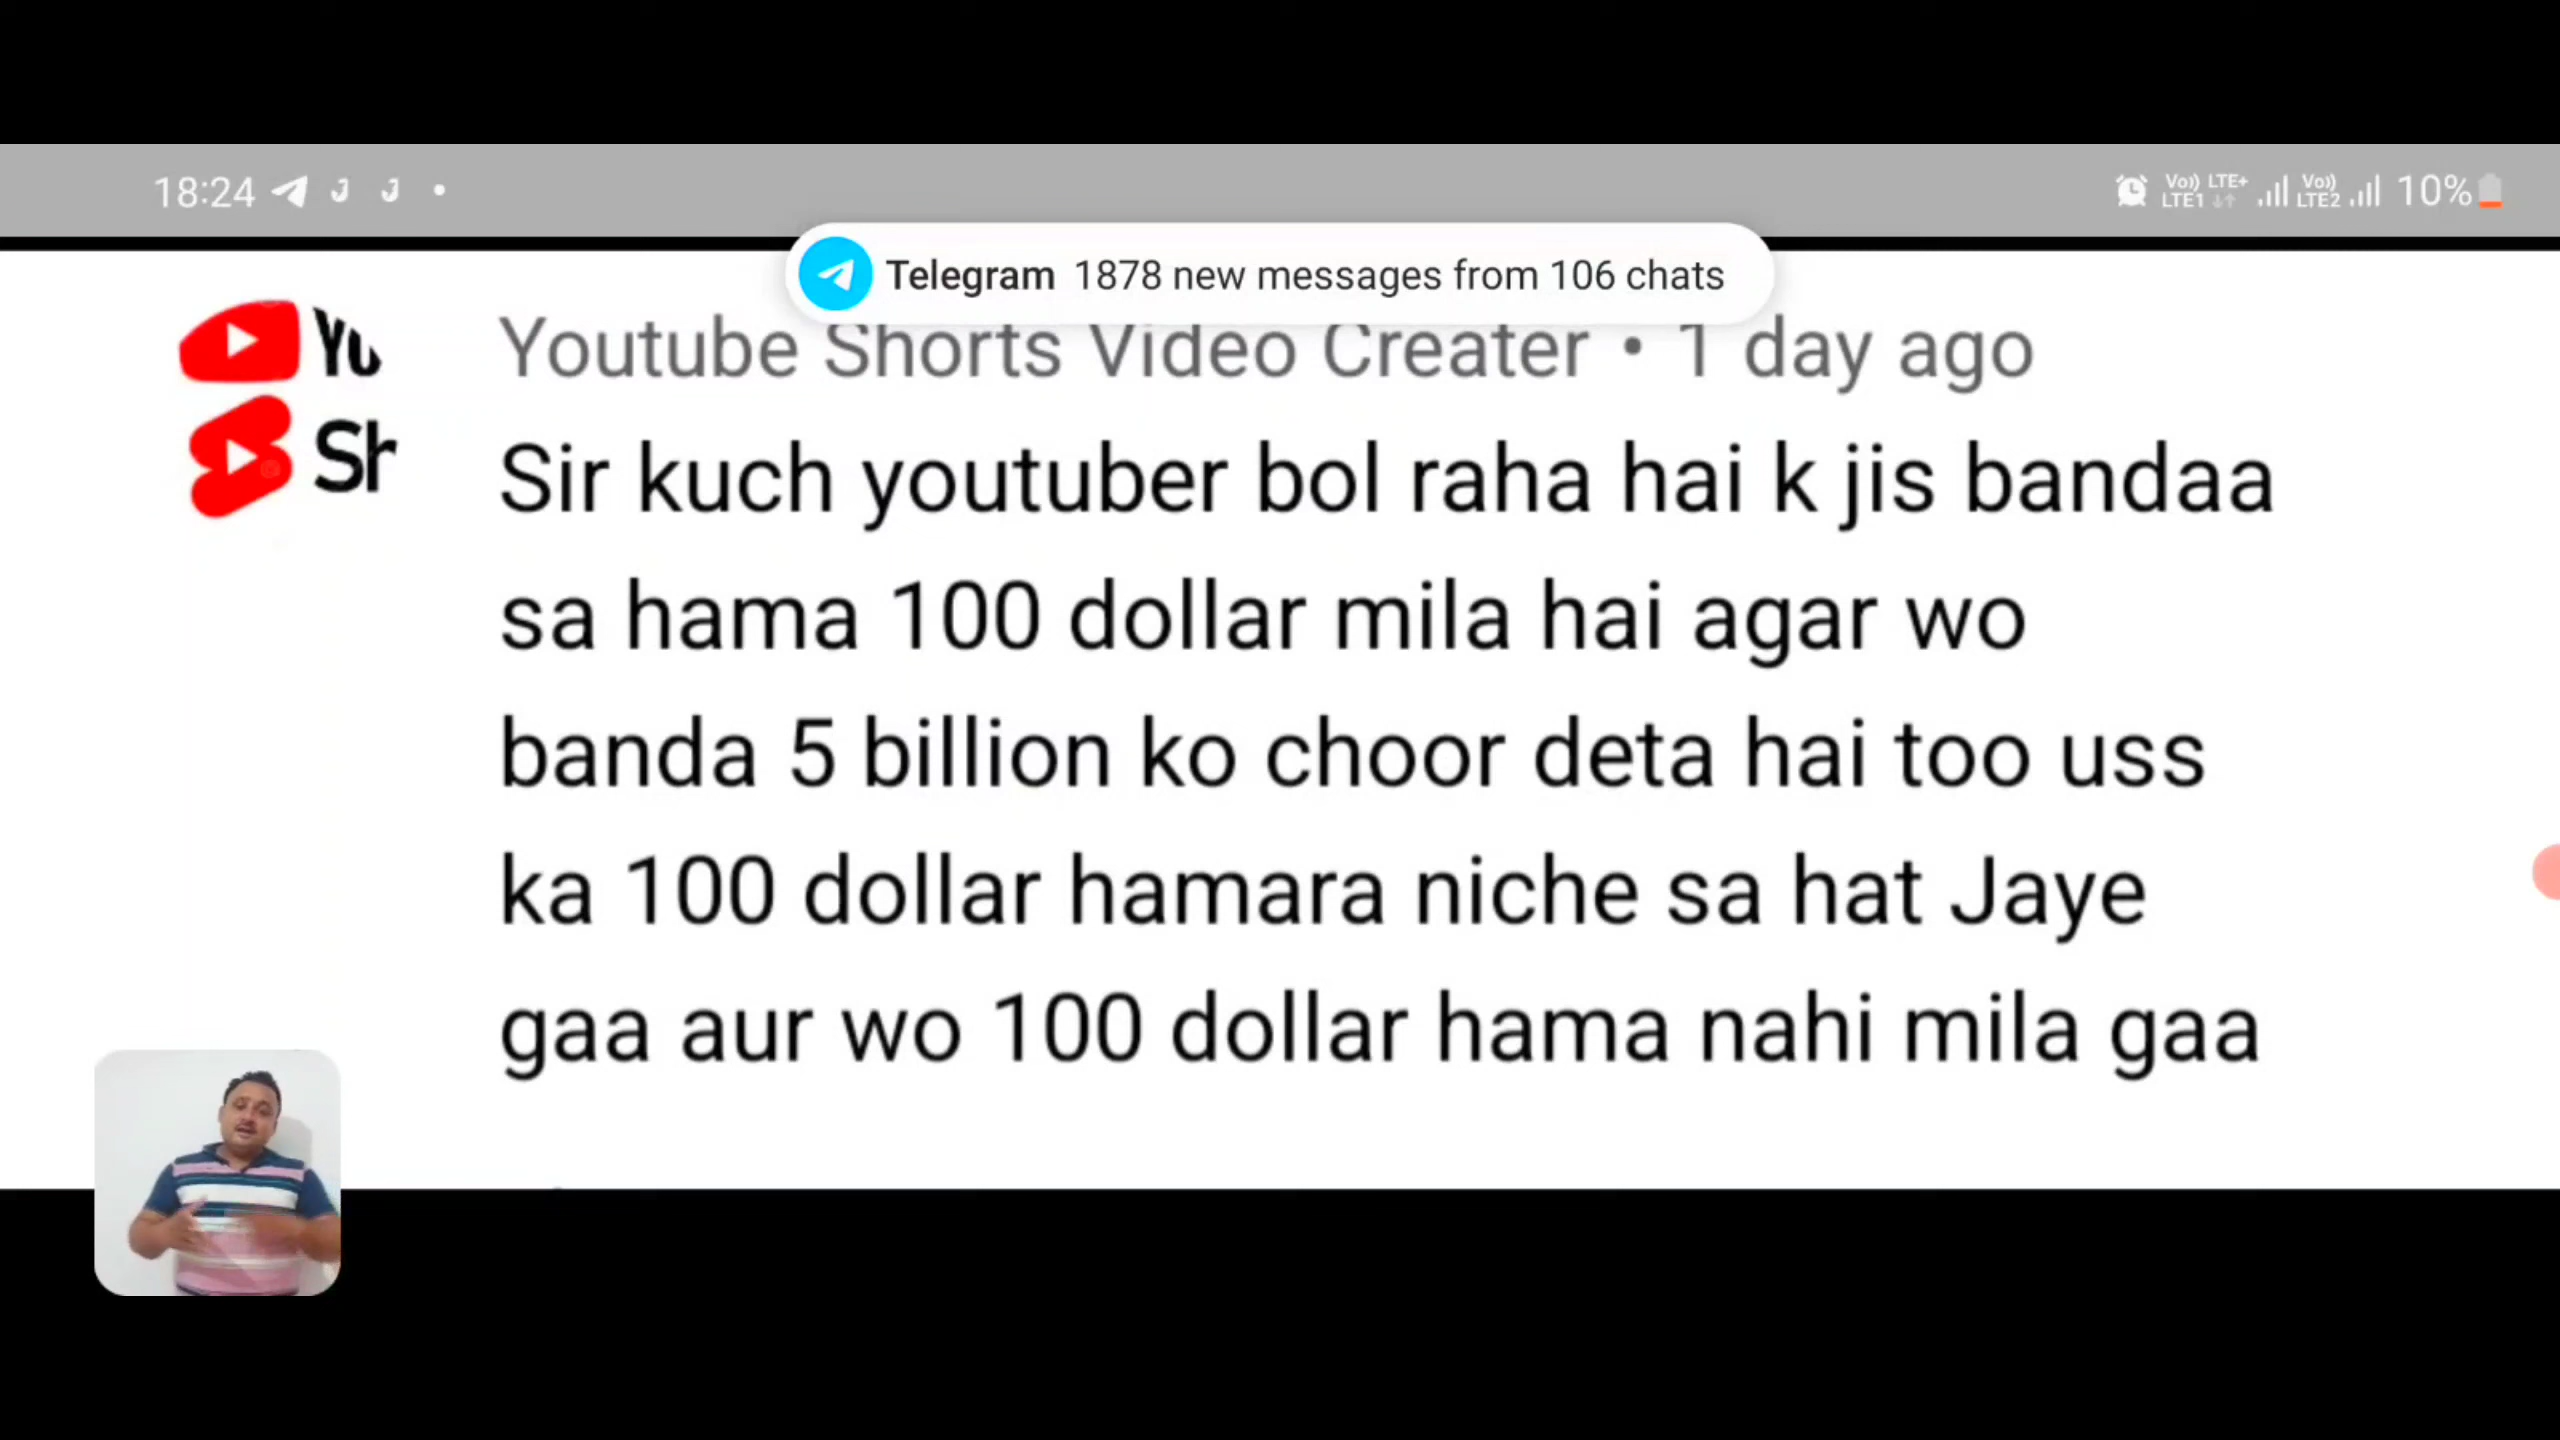 18:24
Vo)) LTE+
LTE1
Vo))
LTE2
10%
Telegram 1878 new messages from 106 chats
Youtube Shorts Video Creater • 1 day ago
Sir kuch youtuber bol raha hai k jis bandaa
sa hama 100 dollar mila hai agar wo
banda 5 billion ko choor deta hai too uss
ka 100 dollar hamara niche sa hat Jaye
gaa aur wo 100 dollar hama nahi mila gaa